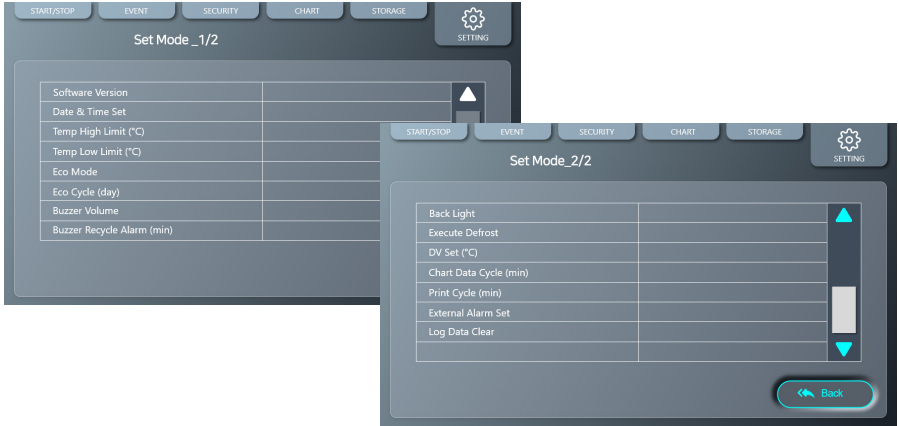 START/STOP EVENT SECURITY CHART STORAGE SETTING
Set Mode_1/2
Software Version
Date & Time Set
Temp High Limit (°C)
Temp Low Limit (°C)
Eco Mode
Eco Cycle (day)
Buzzer Volume
Buzzer Recycle Alarm (min)
START/STOP EVENT SECURITY CHART STORAGE SETTING
Set Mode_2/2
Back Light
Execute Defrost
DV Set (°C)
Chart Data Cycle (min)
Print Cycle (min)
External Alarm Set
Log Data Clear
Back